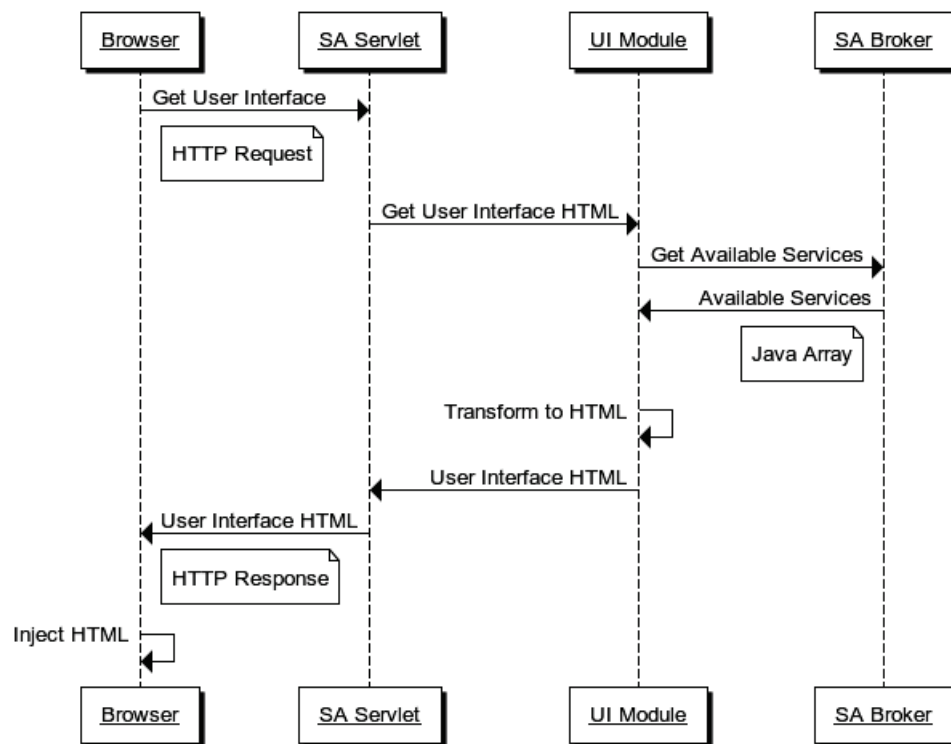 Browser
SA Servlet
UI Module
SA Broker
Get User Interface
HTTP Request
Get User Interface HTML
Get Available Services
Available Services
Java Array
Transform to HTML
User Interface HTML
User Interface HTML
HTTP Response
Inject HTML
Browser
SA Servlet
UI Module
SA Broker